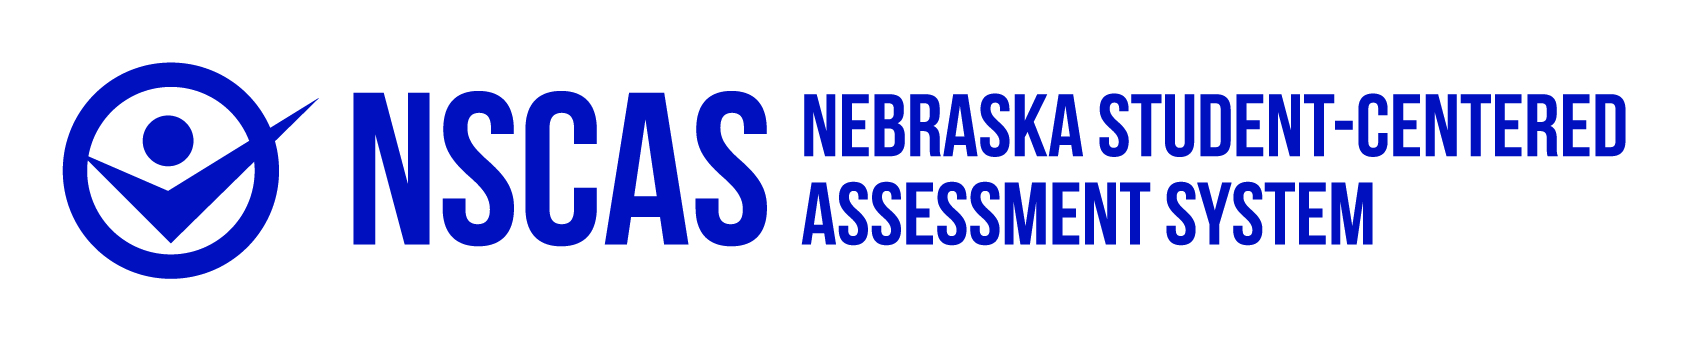 NSCAS
NEBRASKA STUDENT-CENTERED
ASSESSMENT SYSTEM